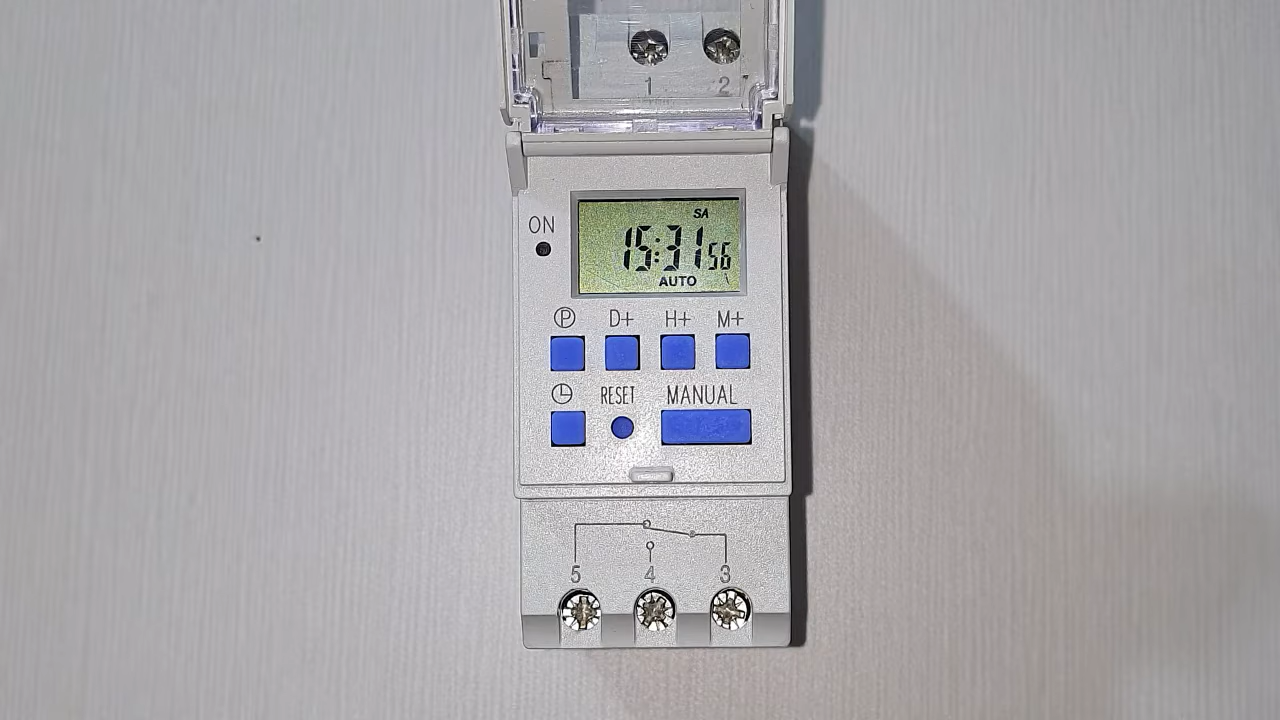 1 2
SA
ON
15:31 56
AUTO
P D+ H+ M+
RESET MANUAL
5 4 3